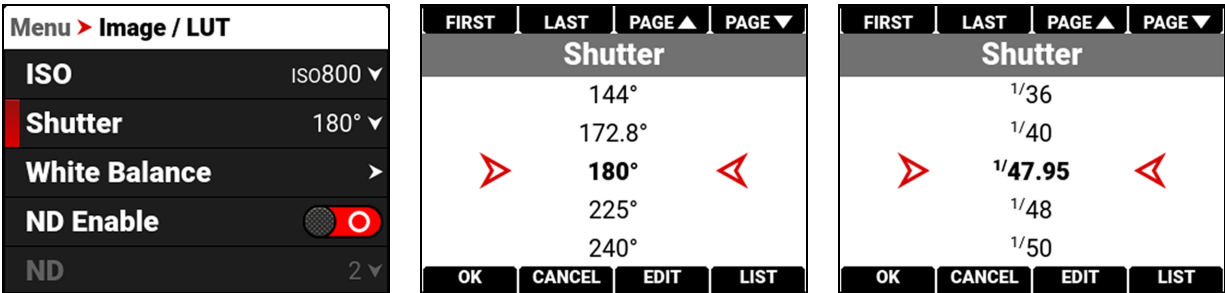 Menu ➤ Image / LUT
ISO ISO800
Shutter 180°
White Balance
ND Enable
ND 2
FIRST LAST PAGE▲ PAGE▼
Shutter
144°
172.8°
180°
225°
240°
OK CANCEL EDIT LIST
FIRST LAST PAGE▲ PAGE▼
Shutter
1/36
1/40
1/47.95
1/48
1/50
OK CANCEL EDIT LIST